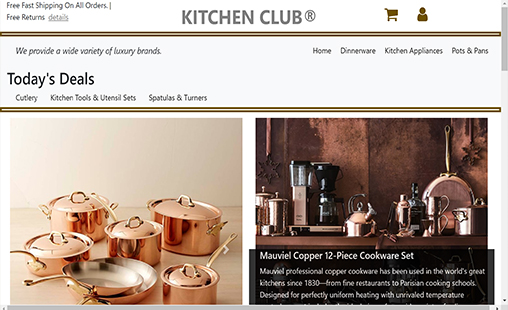 Free Fast Shipping On All Orders. |
Free Returns details
KITCHEN CLUB®
We provide a wide variety of luxury brands.
Home Dinnerware Kitchen Appliances Pots & Pans
Today's Deals
Cutlery Kitchen Tools & Utensil Sets Spatulas & Turners
Mauviel Copper 12-Piece Cookware Set
Mauviel professional copper cookware has been used in the world's great
kitchens since 1830—from fine restaurants to Parisian cooking schools.
Designed for perfectly uniform heating with unrivaled temperature